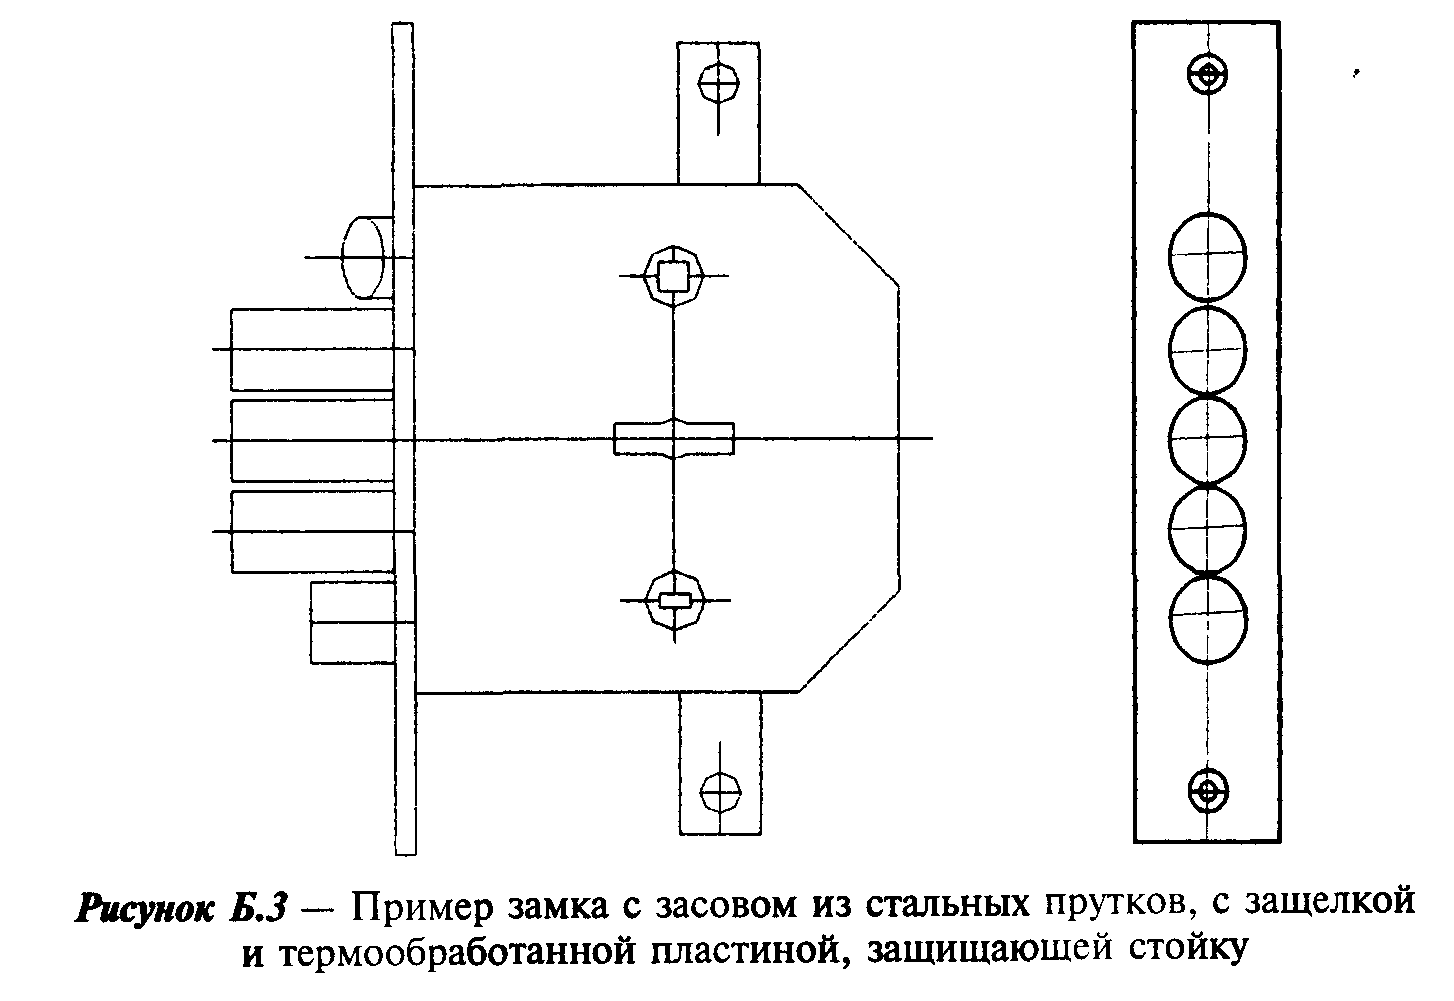 Рисунок Б.3 — Пример замка с засовом из стальных прутков, с защелкой
и термообработанной пластиной, защищающей стойку